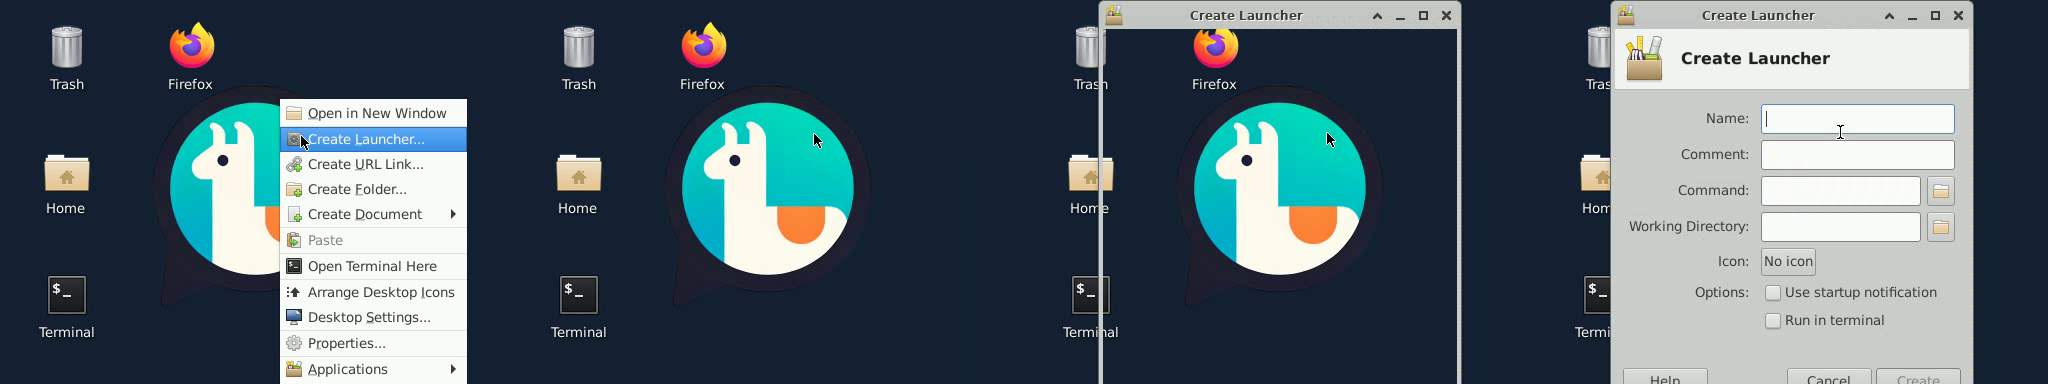 Trash
Firefox
Home
$_
Terminal
Open in New Window
Create Launcher...
Create URL Link...
Create Folder...
Create Document
Paste
Open Terminal Here
Arrange Desktop Icons
Desktop Settings...
Properties...
Applications
Trash
Firefox
Home
$_
Terminal
Create Launcher
Trash
Firefox
Home
$_
Terminal
Create Launcher
Tras
Hom
$_
Termi
Create Launcher
Name:
Comment:
Command:
Working Directory:
Icon: No icon
Options: Use startup notification
Run in terminal
Help Cancel Create